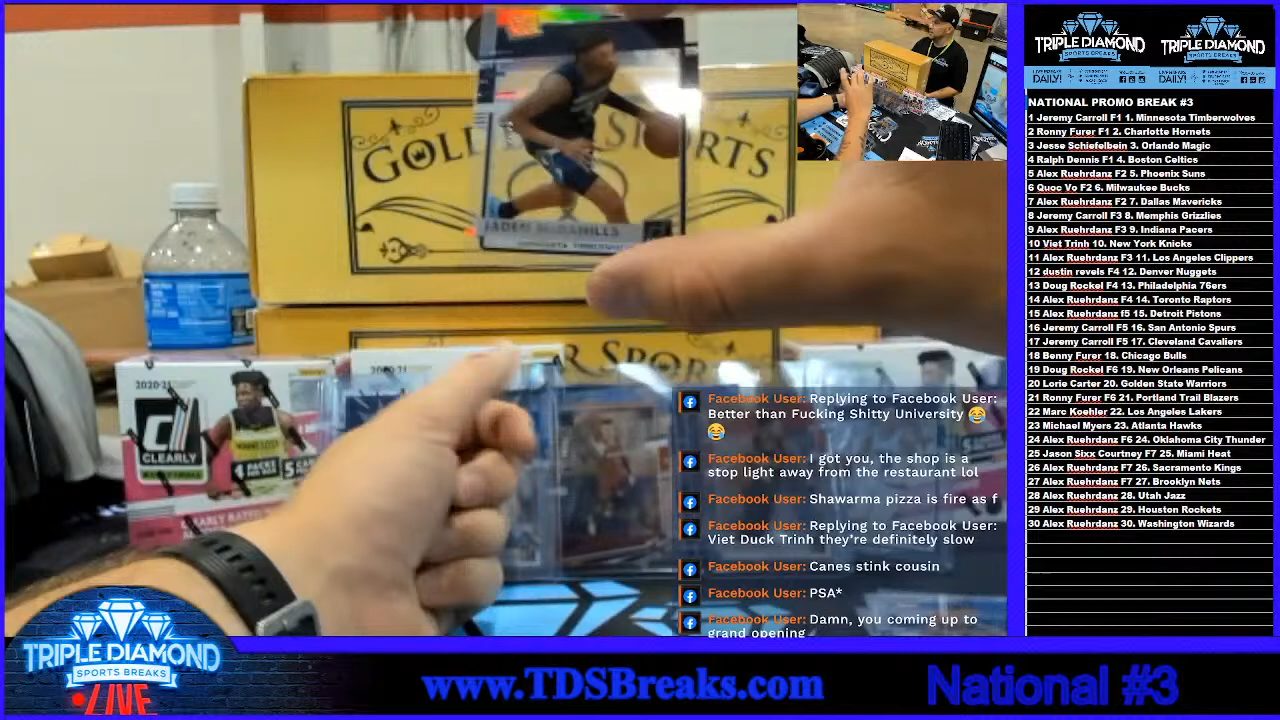 GOLD
SPORTS
JADEN McDANIELS
2020-21
CLEARLY
2020-21
R SPORTS
Facebook User: Replying to Facebook User:
Better than Fucking Shitty University 😂
😂
Facebook User: I got you, the shop is a
stop light away from the restaurant lol
Facebook User: Shawarma pizza is fire as f
Facebook User: Replying to Facebook User:
Viet Duck Trinh they're definitely slow
Facebook User: Canes stink cousin
Facebook User: PSA*
Facebook User: Damn, you coming up to
grand opening
TRIPLE DIAMOND
SPORTS BREAKS
LIVE BREAKS
DAILY!
TRIPLE DIAMOND
SPORTS BREAKS
LIVE BREAKS
DAILY!
NATIONAL PROMO BREAK #3
1 Jeremy Carroll F1 1. Minnesota Timberwolves
2 Ronny Furer F1 2. Charlotte Hornets
3 Jesse Schiefelbein 3. Orlando Magic
4 Ralph Dennis F1 4. Boston Celtics
5 Alex Ruehrdanz F2 5. Phoenix Suns
6 Quoc Vo F2 6. Milwaukee Bucks
7 Alex Ruehrdanz F2 7. Dallas Mavericks
8 Jeremy Carroll F3 8. Memphis Grizzlies
9 Alex Ruehrdanz F3 9. Indiana Pacers
10 Viet Trinh 10. New York Knicks
11 Alex Ruehrdanz F3 11. Los Angeles Clippers
12 dustin revels F4 12. Denver Nuggets
13 Doug Rockel F4 13. Philadelphia 76ers
14 Alex Ruehrdanz F4 14. Toronto Raptors
15 Alex Ruehrdanz f5 15. Detroit Pistons
16 Jeremy Carroll F5 16. San Antonio Spurs
17 Jeremy Carroll F5 17. Cleveland Cavaliers
18 Benny Furer 18. Chicago Bulls
19 Doug Rockel F6 19. New Orleans Pelicans
20 Lorie Carter 20. Golden State Warriors
21 Ronny Furer F6 21. Portland Trail Blazers
22 Marc Koehler 22. Los Angeles Lakers
23 Michael Myers 23. Atlanta Hawks
24 Alex Ruehrdanz F6 24. Oklahoma City Thunder
25 Jason Sixx Courtney F7 25. Miami Heat
26 Alex Ruehrdanz F7 26. Sacramento Kings
27 Alex Ruehrdanz F7 27. Brooklyn Nets
28 Alex Ruehrdanz 28. Utah Jazz
29 Alex Ruehrdanz 29. Houston Rockets
30 Alex Ruehrdanz 30. Washington Wizards
TRIPLE DIAMOND
SPORTS BREAKS
LIVE
www.TDSBreaks.com
National #3